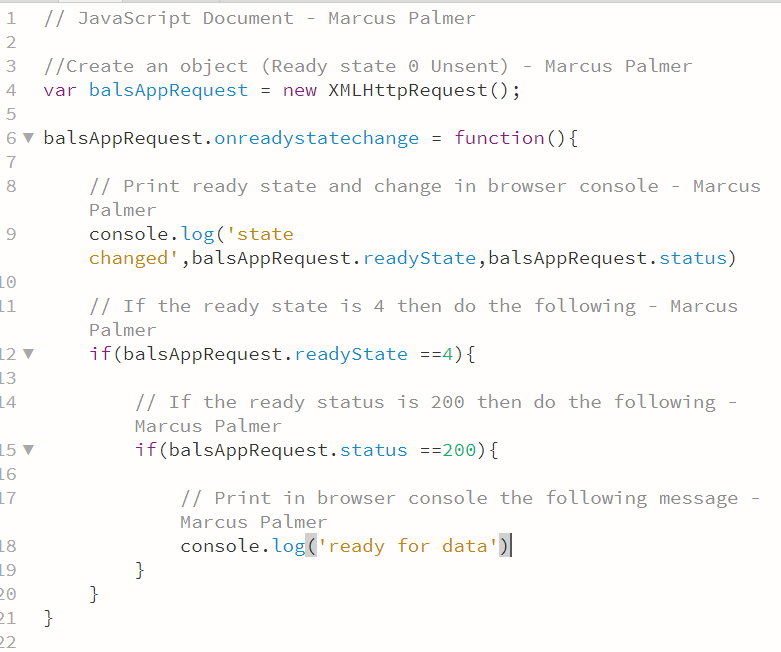 1 // JavaScript Document - Marcus Palmer
2
3 //Create an object (Ready state 0 Unsent) - Marcus Palmer
4 var balsAppRequest = new XMLHttpRequest();
5
6 ▼ balsAppRequest.onreadystatechange = function(){
7
8 // Print ready state and change in browser console - Marcus
Palmer
9 console.log('state
changed',balsAppRequest.readyState,balsAppRequest.status)
10
11 // If the ready state is 4 then do the following - Marcus
Palmer
12 ▼ if(balsAppRequest.readyState ==4){
13
14 // If the ready status is 200 then do the following -
Marcus Palmer
15 ▼ if(balsAppRequest.status ==200){
16
17 // Print in browser console the following message -
Marcus Palmer
18 console.log('ready for data')
19 }
20 }
21 }
22